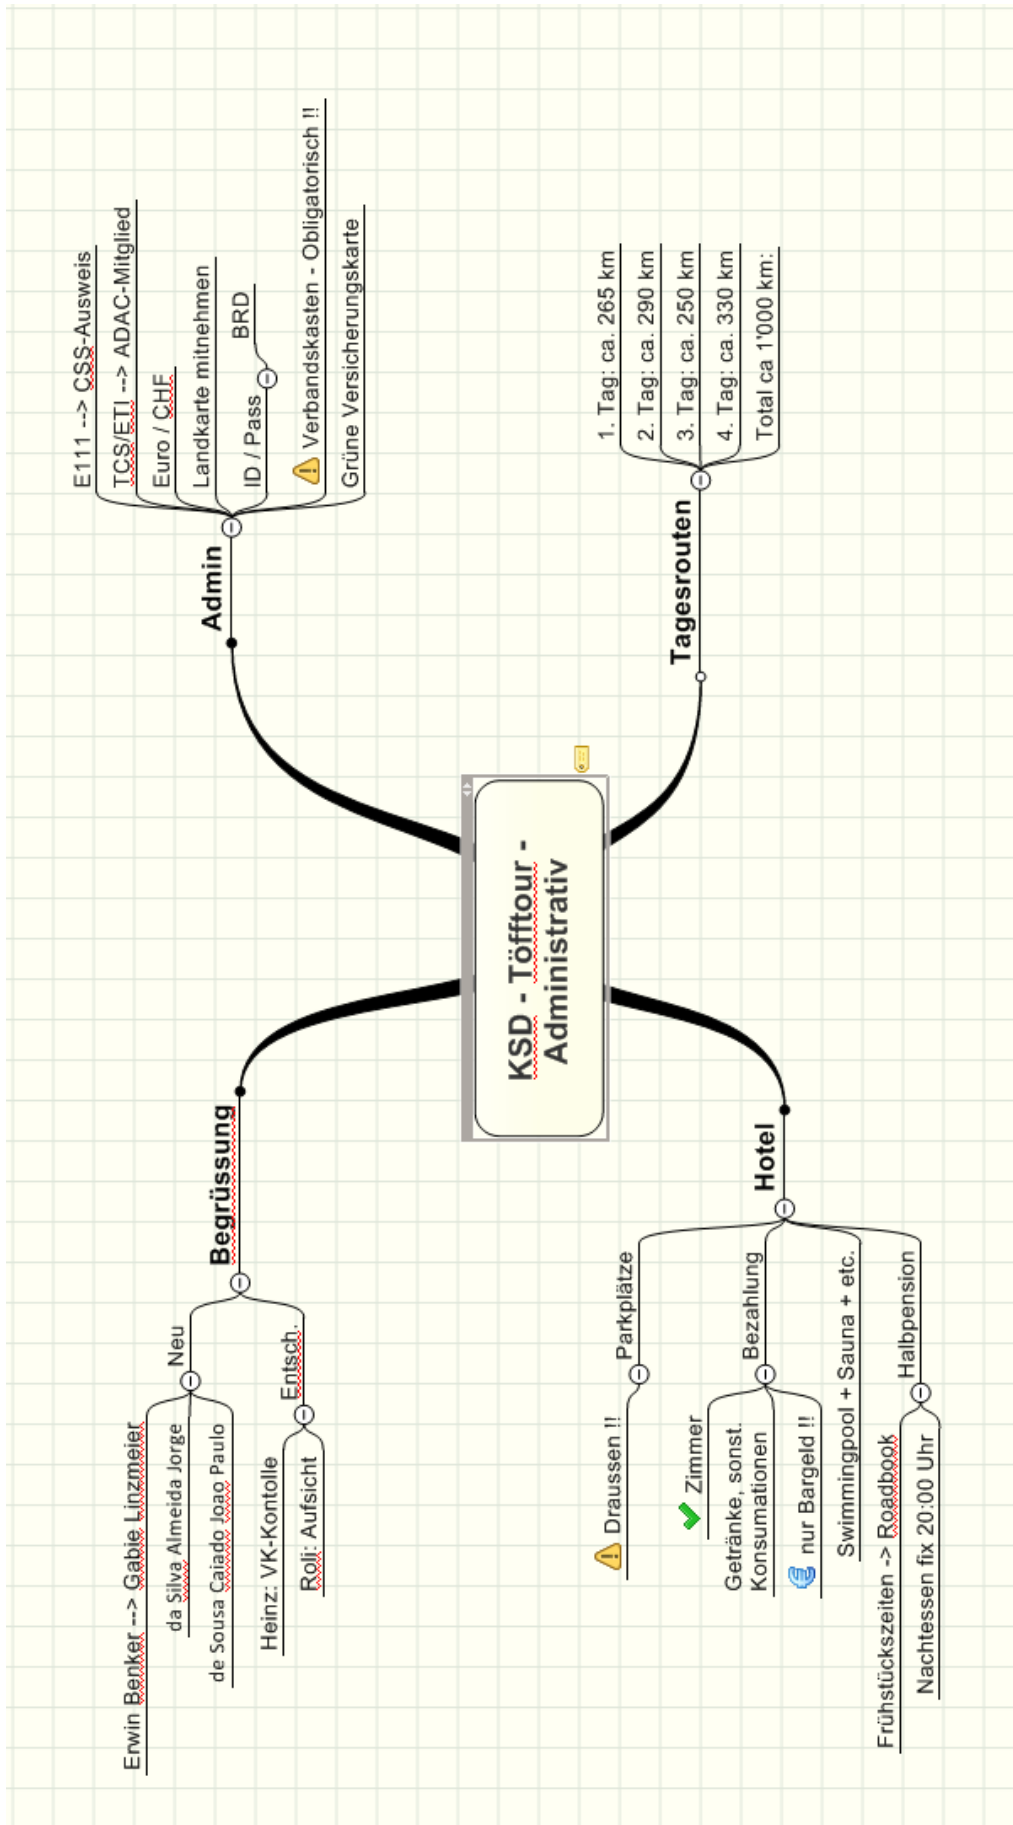 KSD - Töfftour -
Administrativ
Begrüssung
Neu
Erwin Benker --> Gabie Linzmeier
da Silva Almeida Jorge
de Sousa Caiado Joao Paulo
Entsch.
Heinz: VK-Kontolle
Roli: Aufsicht
Admin
E111 --> CSS-Ausweis
TCS/ETI --> ADAC-Mitglied
Euro / CHF
Landkarte mitnehmen
ID / Pass
BRD
Verbandskasten - Obligatorisch !!
Grüne Versicherungskarte
Hotel
Parkplätze
Draussen !!
Bezahlung
Zimmer
Getränke, sonst.
Konsumationen
nur Bargeld !!
Swimmingpool + Sauna + etc.
Halbpension
Frühstückszeiten -> Roadbook
Nachtessen fix 20:00 Uhr
Tagesrouten
1. Tag: ca. 265 km
2. Tag: ca. 290 km
3. Tag: ca. 250 km
4. Tag: ca. 330 km
Total ca 1'000 km: